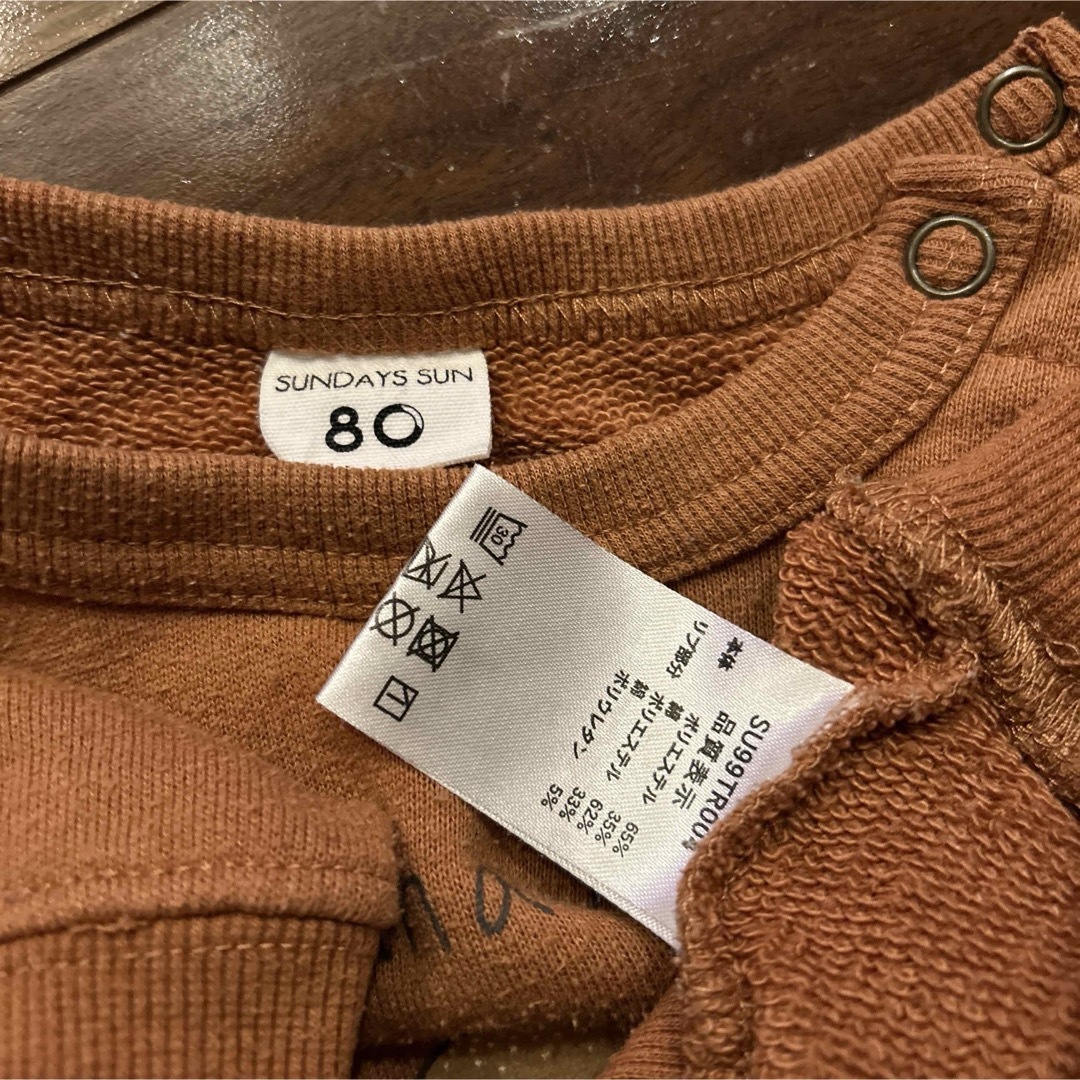 SUNDAYS SUN
80
SU99TR004
品質表示
本体 ポリエステル 65%
綿 35%
リブ部分 ポリエステル 62%
綿 33%
ポリウレタン 5%
30